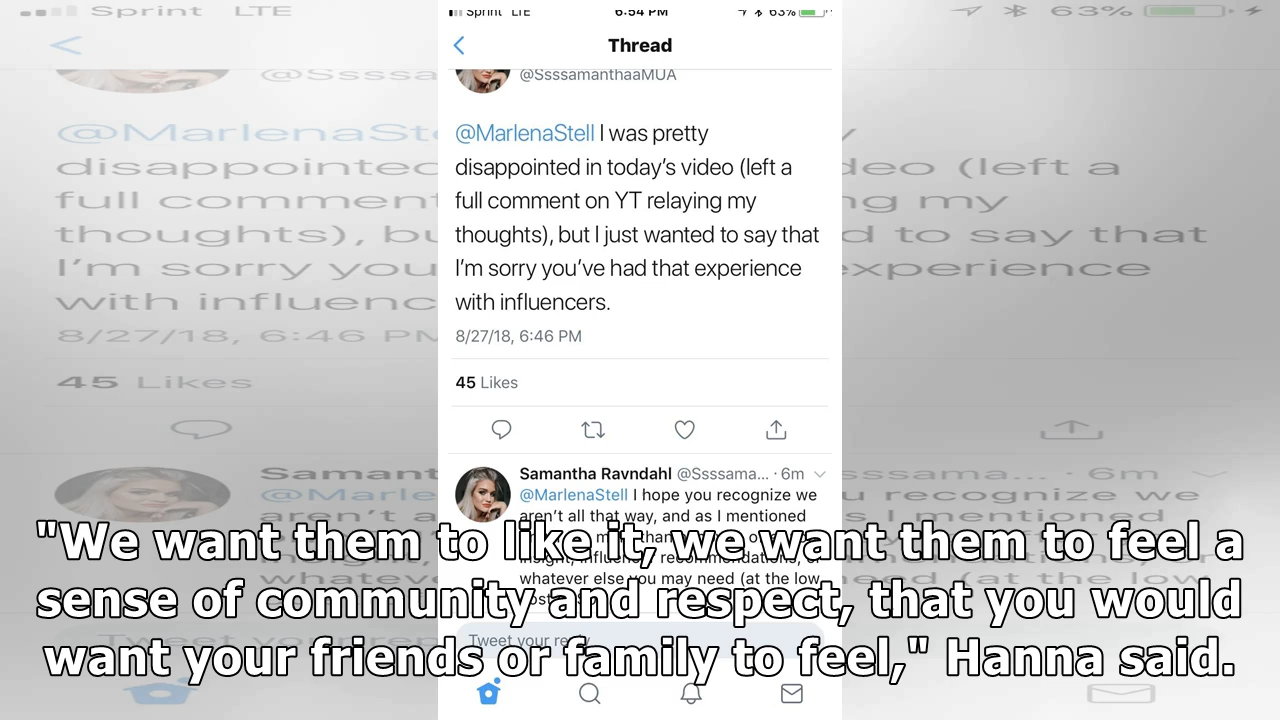 Sprint LTE 6:54 PM 63%
Thread
@SsssamanthaaMUA
@MarlenaStell I was pretty
disappointed in today's video (left a
full comment on YT relaying my
thoughts), but I just wanted to say that
I'm sorry you've had that experience
with influencers.
8/27/18, 6:46 PM
45 Likes
Samantha Ravndahl @Ssssama... · 6m
@MarlenaStell I hope you recognize we
aren't all that way, and as I mentioned
insight, influencer recommendations, or
whatever else you may need (at the low
Tweet your reply
"We want them to like it, we want them to feel a
sense of community and respect, that you would
want your friends or family to feel," Hanna said.